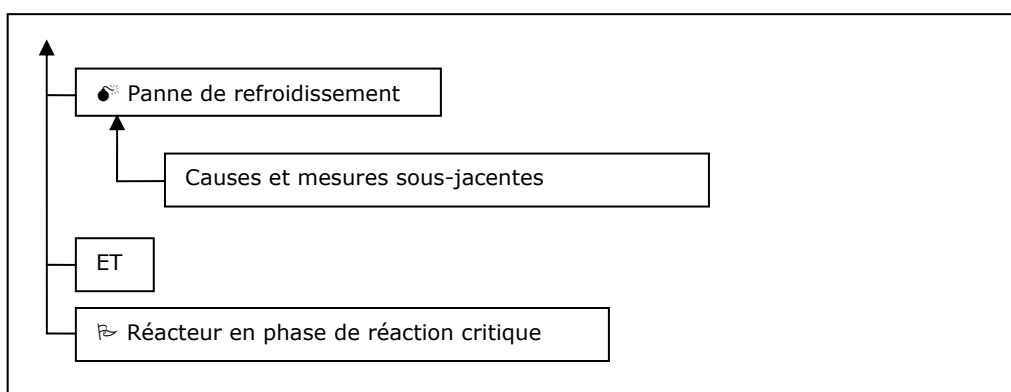 💣 Panne de refroidissement
Causes et mesures sous-jacentes
ET
🏱 Réacteur en phase de réaction critique